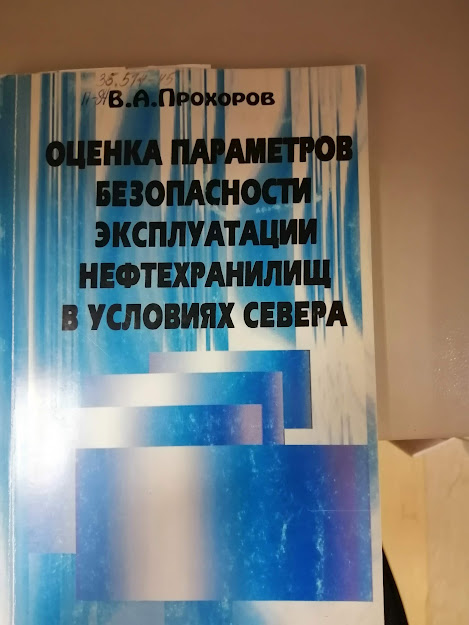 В.А.Прохоров
ОЦЕНКА ПАРАМЕТРОВ
БЕЗОПАСНОСТИ
ЭКСПЛУАТАЦИИ
НЕФТЕХРАНИЛИЩ
В УСЛОВИЯХ СЕВЕРА